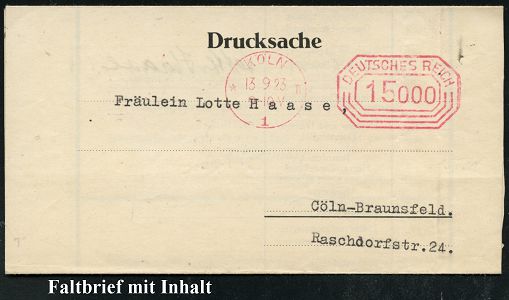 Drucksache
KÖLN
* 13.9.23 11
1
DEUTSCHES REICH
15000
Fräulein Lotte Haase,
Cöln-Braunsfeld.
Raschdorfstr.24.
Faltbrief mit Inhalt